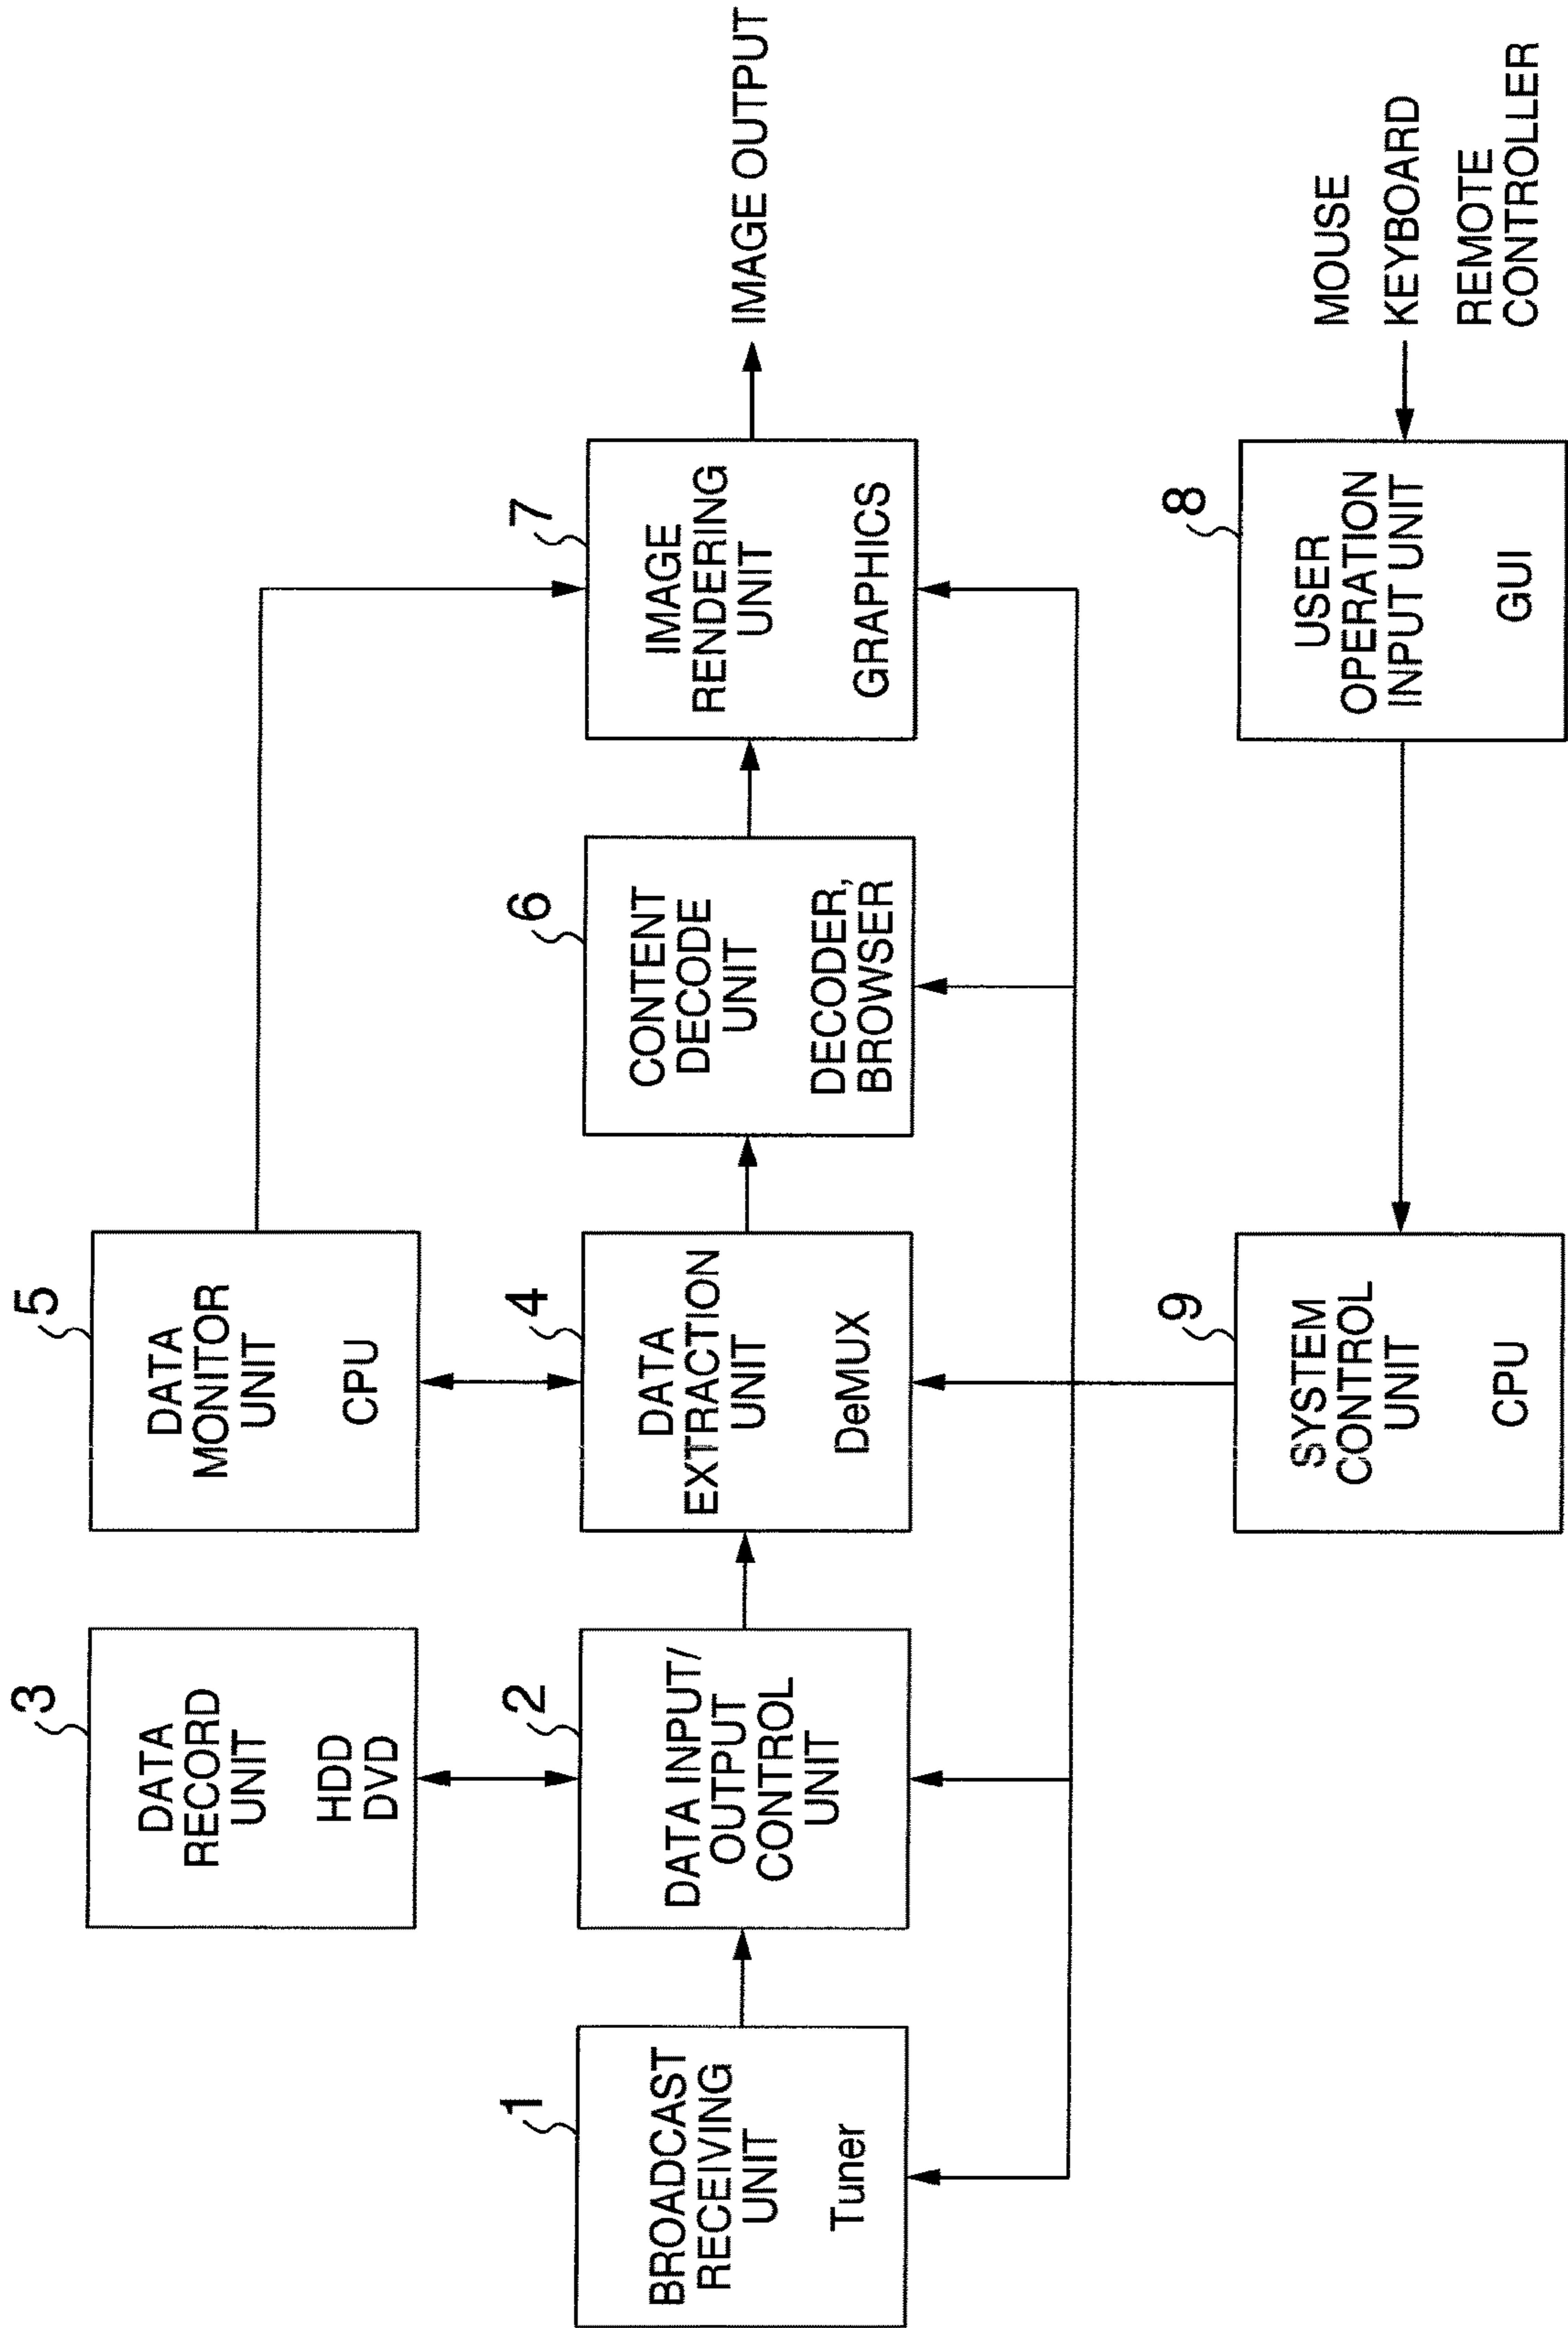 3
DATA
RECORD
UNIT
HDD
DVD
5
DATA
MONITOR
UNIT
CPU
1
BROADCAST
RECEIVING
UNIT
Tuner
2
DATA INPUT/
OUTPUT
CONTROL
UNIT
4
DATA
EXTRACTION
UNIT
DeMUX
6
CONTENT
DECODE
UNIT
DECODER,
BROWSER
7
IMAGE
RENDERING
UNIT
GRAPHICS
IMAGE OUTPUT
9
SYSTEM
CONTROL
UNIT
CPU
8
USER
OPERATION
INPUT UNIT
GUI
MOUSE
KEYBOARD
REMOTE
CONTROLLER